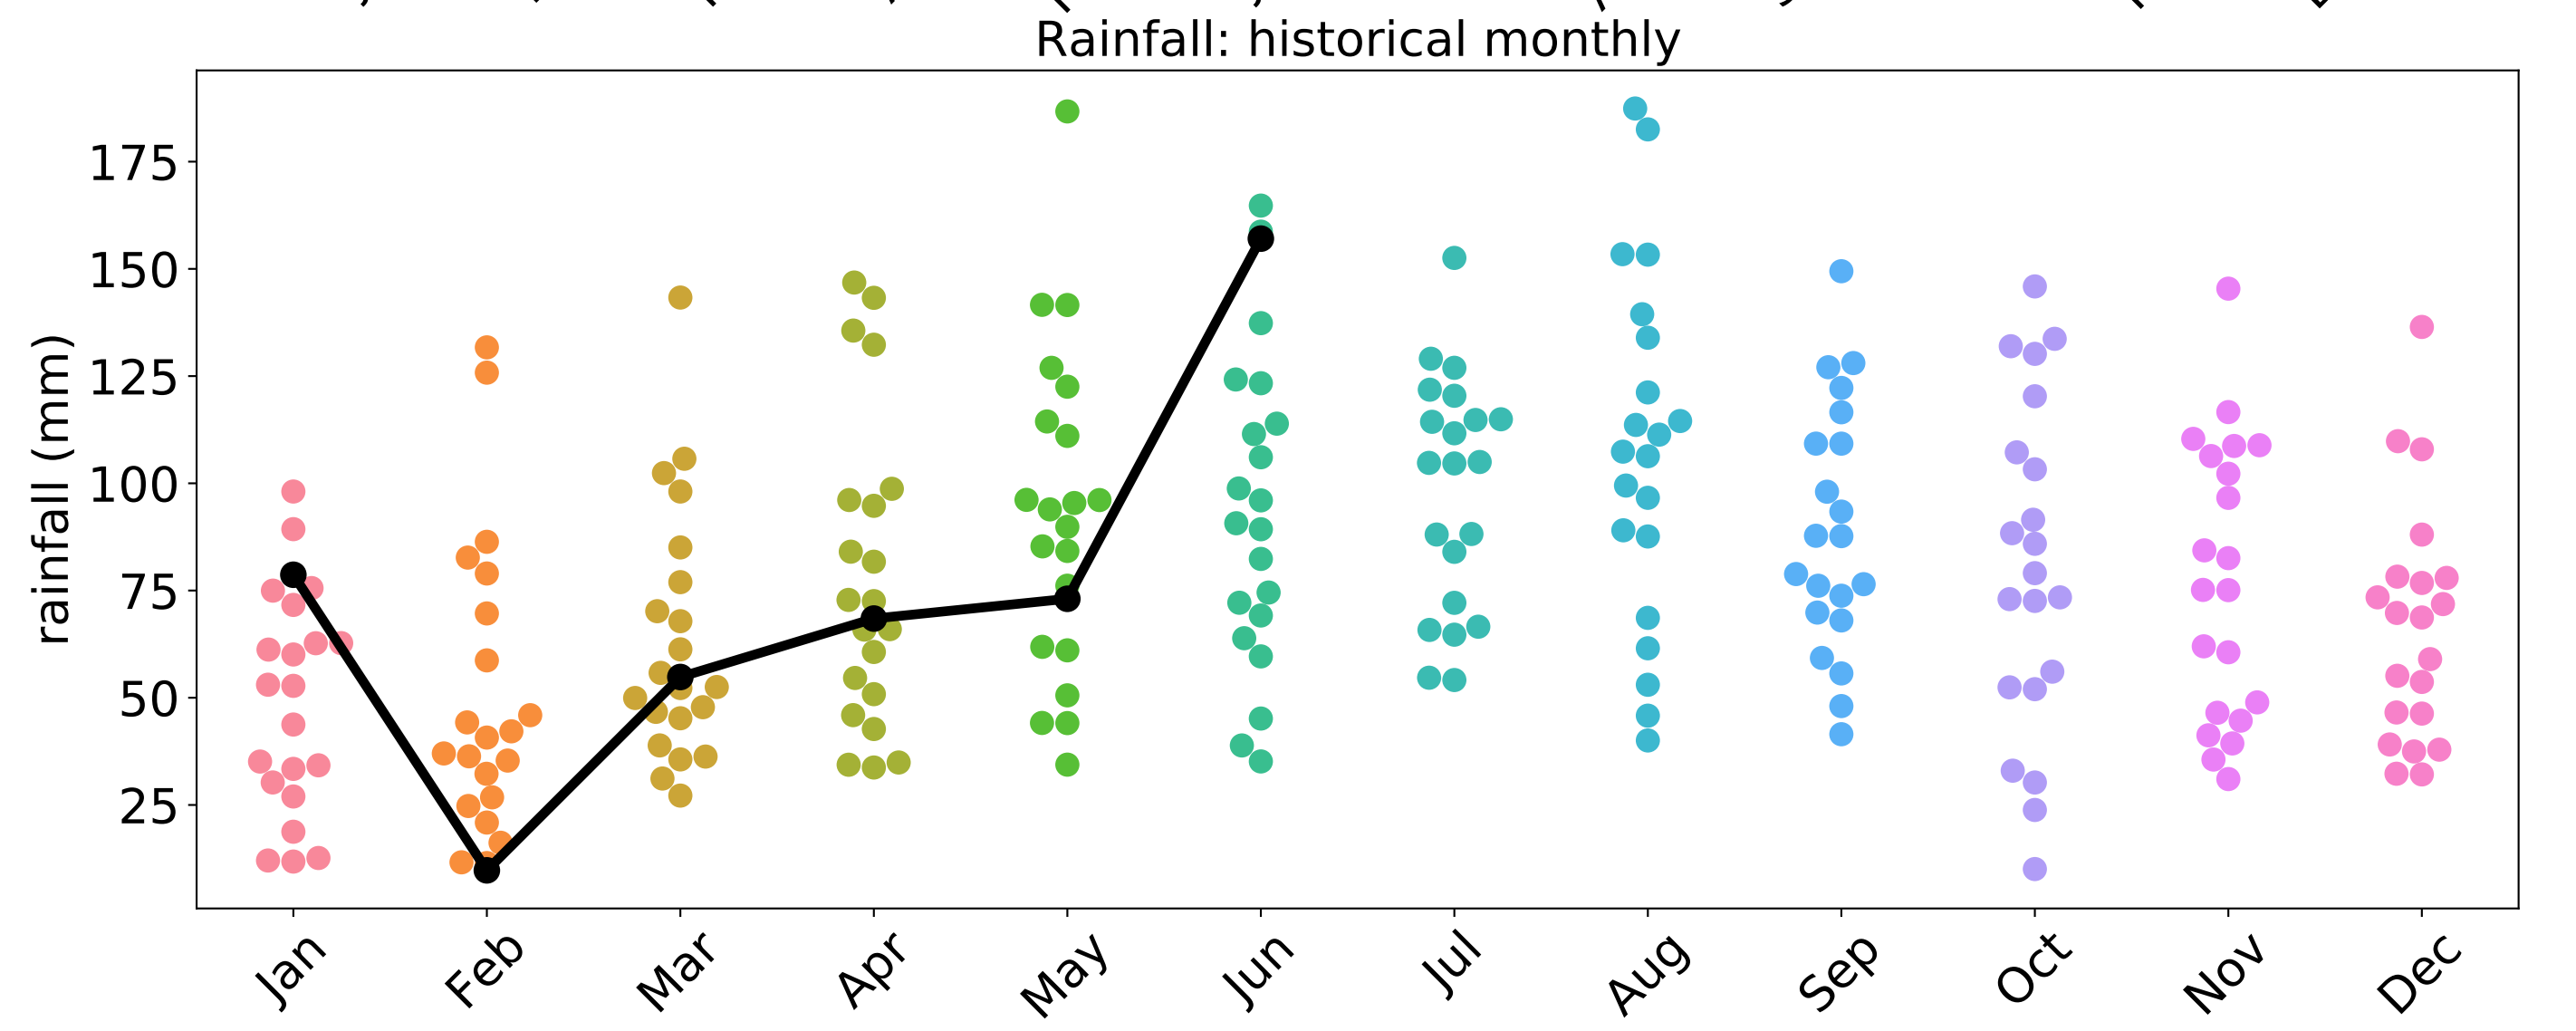 Rainfall: historical monthly
rainfall (mm)
175
150
125
100
75
50
25
Jan
Feb
Mar
Apr
May
Jun
Jul
Aug
Sep
Oct
Nov
Dec